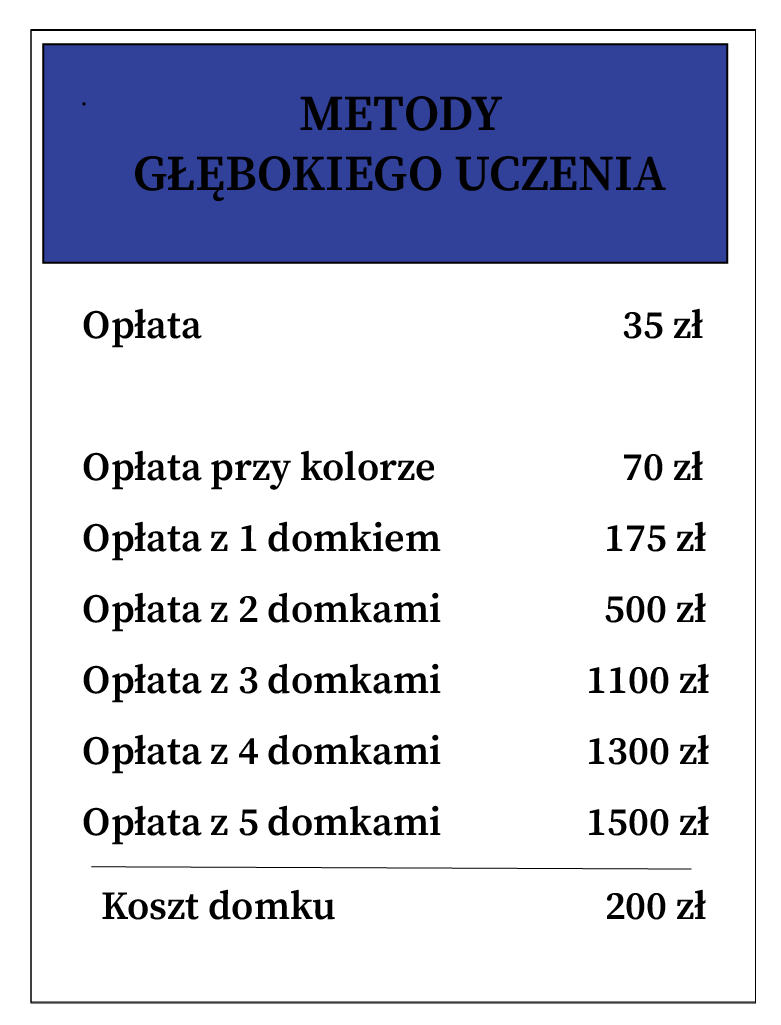 METODY
GŁĘBOKIEGO UCZENIA
Opłata 35 zł
Opłata przy kolorze 70 zł
Opłata z 1 domkiem 175 zł
Opłata z 2 domkami 500 zł
Opłata z 3 domkami 1100 zł
Opłata z 4 domkami 1300 zł
Opłata z 5 domkami 1500 zł
Koszt domku 200 zł